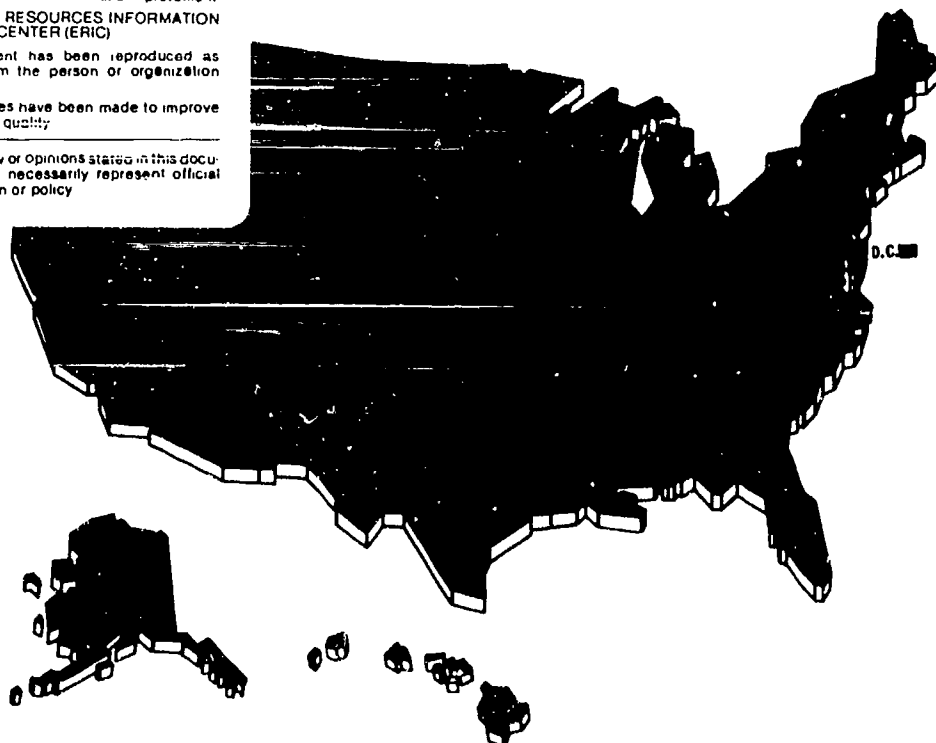 RESOURCES INFORMATION
CENTER (ERIC)
ent has been reproduced as
m the person or organization
es have been made to improve
quality
w or opinions stated in this docu-
necessarily represent official
n or policy
D.C.